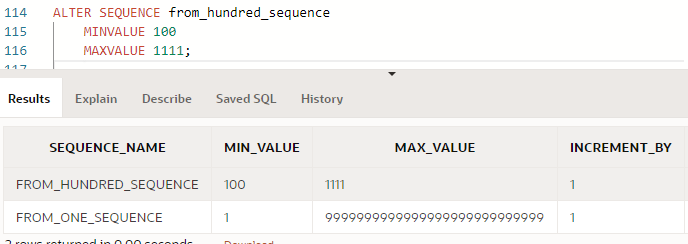 114 ALTER SEQUENCE from_hundred_sequence
115 MINVALUE 100
116 MAXVALUE 1111;
117
Results Explain Describe Saved SQL History
SEQUENCE_NAME MIN_VALUE MAX_VALUE INCREMENT_BY
FROM_HUNDRED_SEQUENCE 100 1111 1
FROM_ONE_SEQUENCE 1 9999999999999999999999999999 1
2 rows returned in 0.00 seconds Download